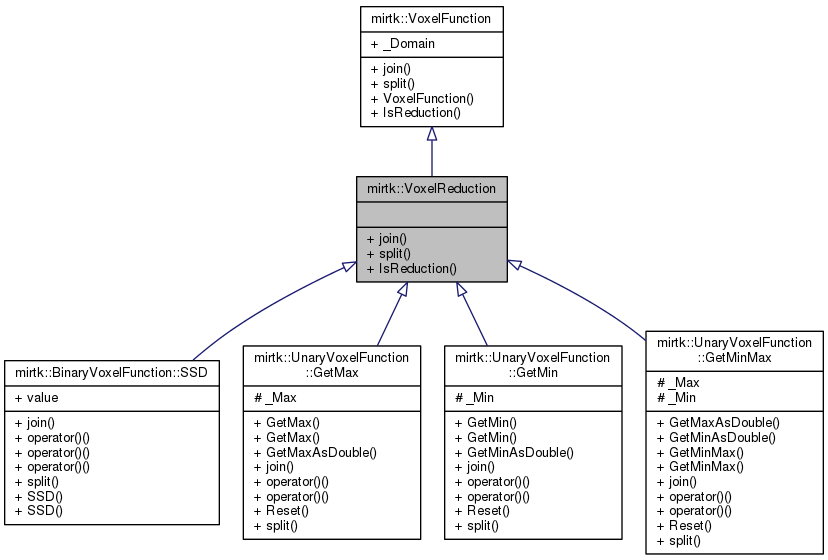 mirtk::VoxelFunction
+ _Domain
+ join()
+ split()
+ VoxelFunction()
+ IsReduction()
mirtk::VoxelReduction
+ join()
+ split()
+ IsReduction()
mirtk::BinaryVoxelFunction::SSD
+ value
+ join()
+ operator()()
+ operator()()
+ operator()()
+ split()
+ SSD()
+ SSD()
mirtk::UnaryVoxelFunction
::GetMax
# _Max
+ GetMax()
+ GetMax()
+ GetMaxAsDouble()
+ join()
+ operator()()
+ operator()()
+ Reset()
+ split()
mirtk::UnaryVoxelFunction
::GetMin
# _Min
+ GetMin()
+ GetMin()
+ GetMinAsDouble()
+ join()
+ operator()()
+ operator()()
+ Reset()
+ split()
mirtk::UnaryVoxelFunction
::GetMinMax
# _Max
# _Min
+ GetMaxAsDouble()
+ GetMinAsDouble()
+ GetMinMax()
+ GetMinMax()
+ join()
+ operator()()
+ operator()()
+ Reset()
+ split()